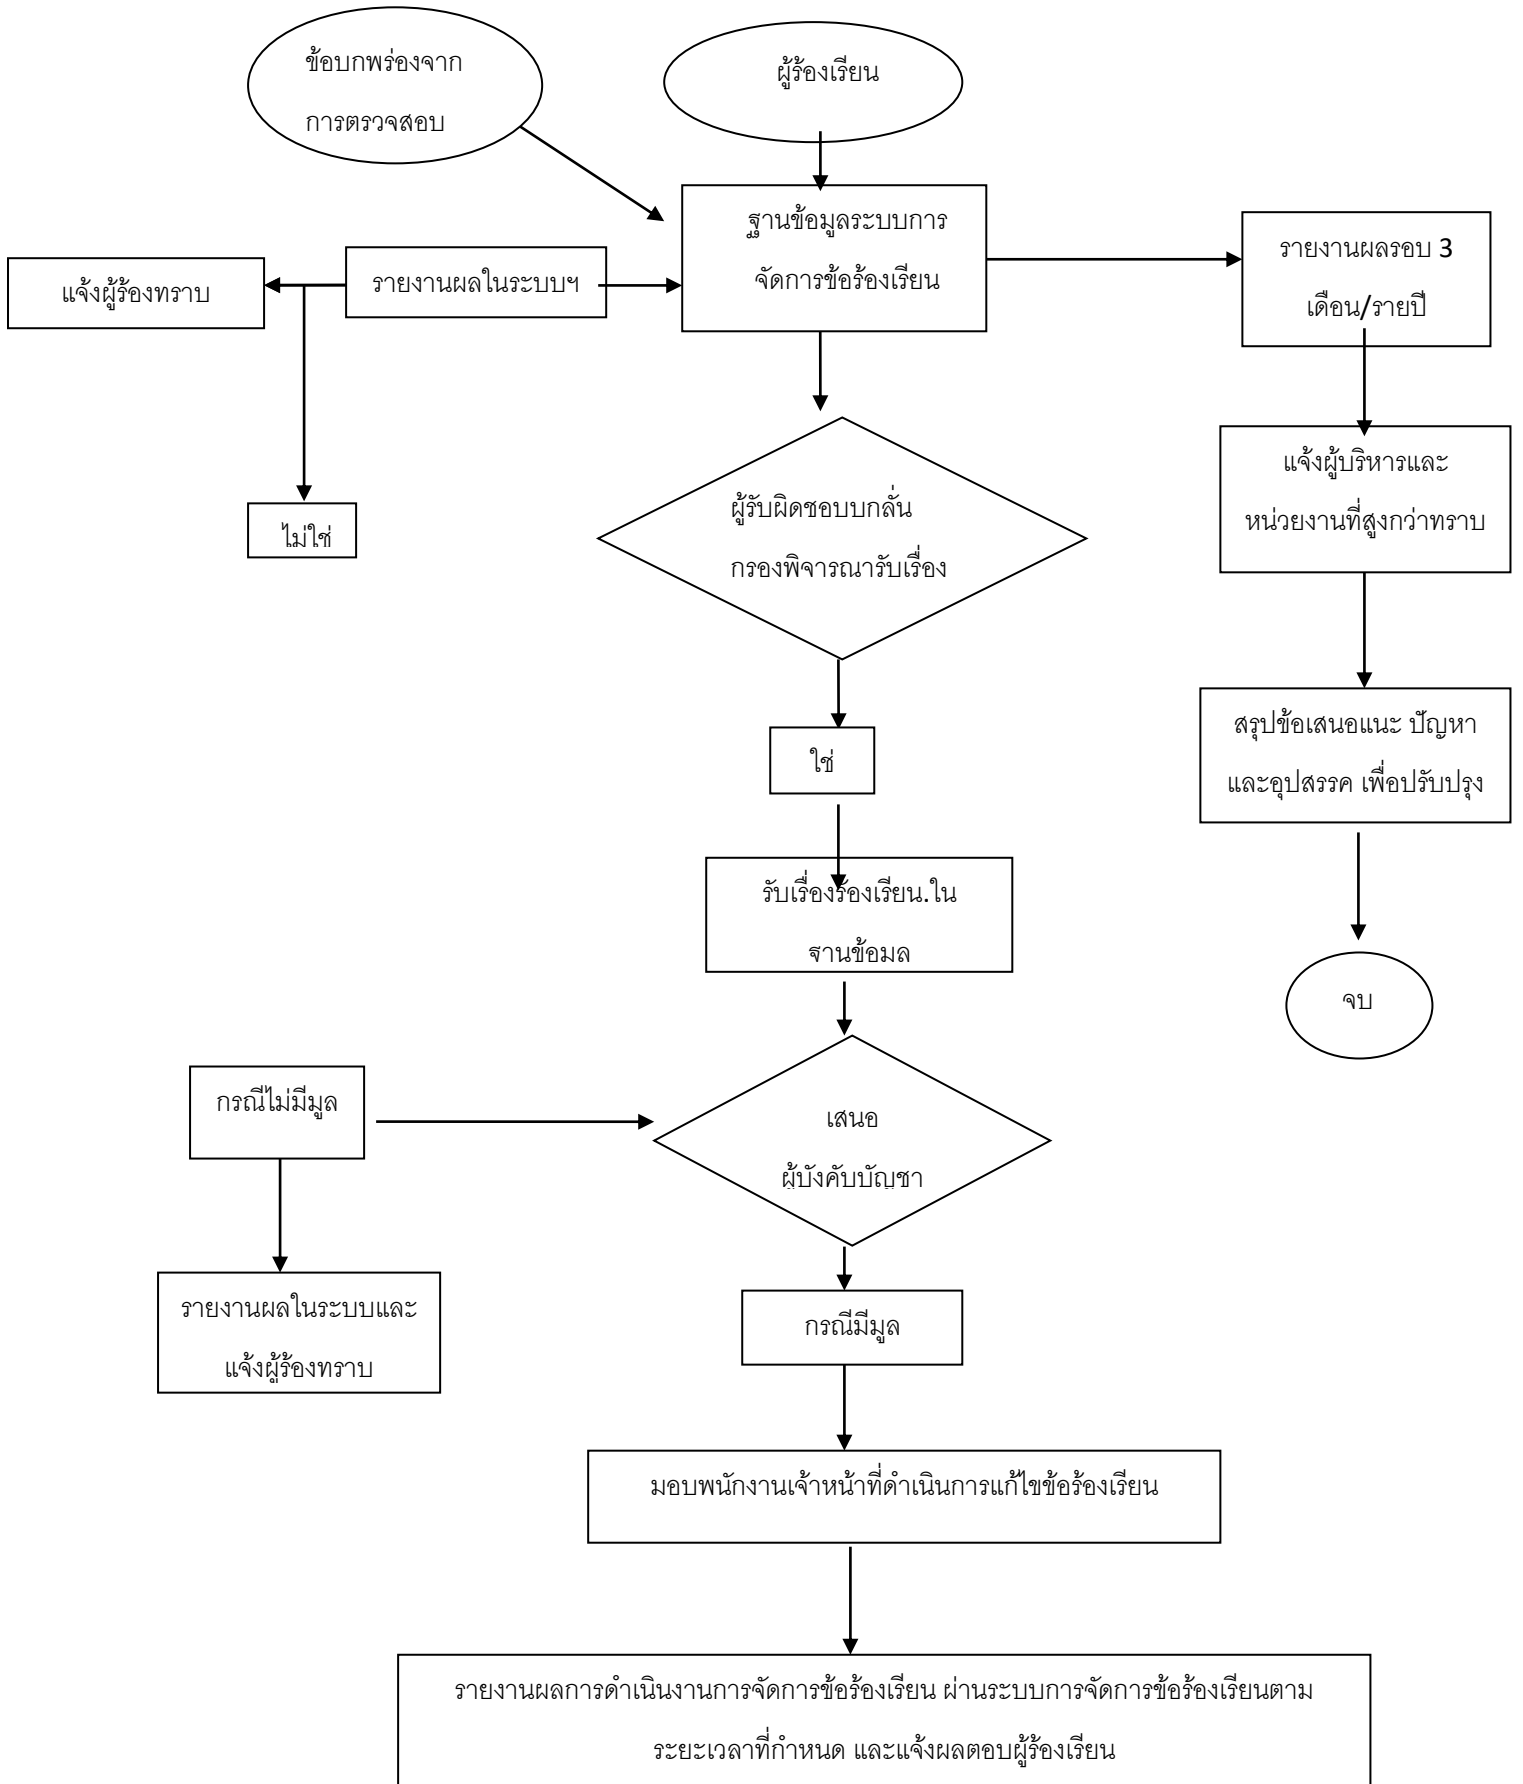 ข้อบกพร่องจาก
การตรวจสอบ
ผู้ร้องเรียน
ฐานข้อมูลระบบการ
จัดการข้อร้องเรียน
รายงานผลรอบ 3
เดือน/รายปี
แจ้งผู้ร้องทราบ
รายงานผลในระบบฯ
ไม่ใช่
ผู้รับผิดชอบบกลั่น
กรองพิจารณารับเรื่อง
แจ้งผู้บริหารและ
หน่วยงานที่สูงกว่าทราบ
ใช่
สรุปข้อเสนอแนะ ปัญหา
และอุปสรรค เพื่อปรับปรุง
รับเรื่องร้องเรียน.ใน
ฐานข้อมูล
จบ
กรณีไม่มีมูล
เสนอ
ผู้บังคับบัญชา
รายงานผลในระบบและ
แจ้งผู้ร้องทราบ
กรณีมีมูล
มอบพนักงานเจ้าหน้าที่ดำเนินการแก้ไขข้อร้องเรียน
รายงานผลการดำเนินงานการจัดการข้อร้องเรียน ผ่านระบบการจัดการข้อร้องเรียนตาม
ระยะเวลาที่กำหนด และแจ้งผลตอบผู้ร้องเรียน